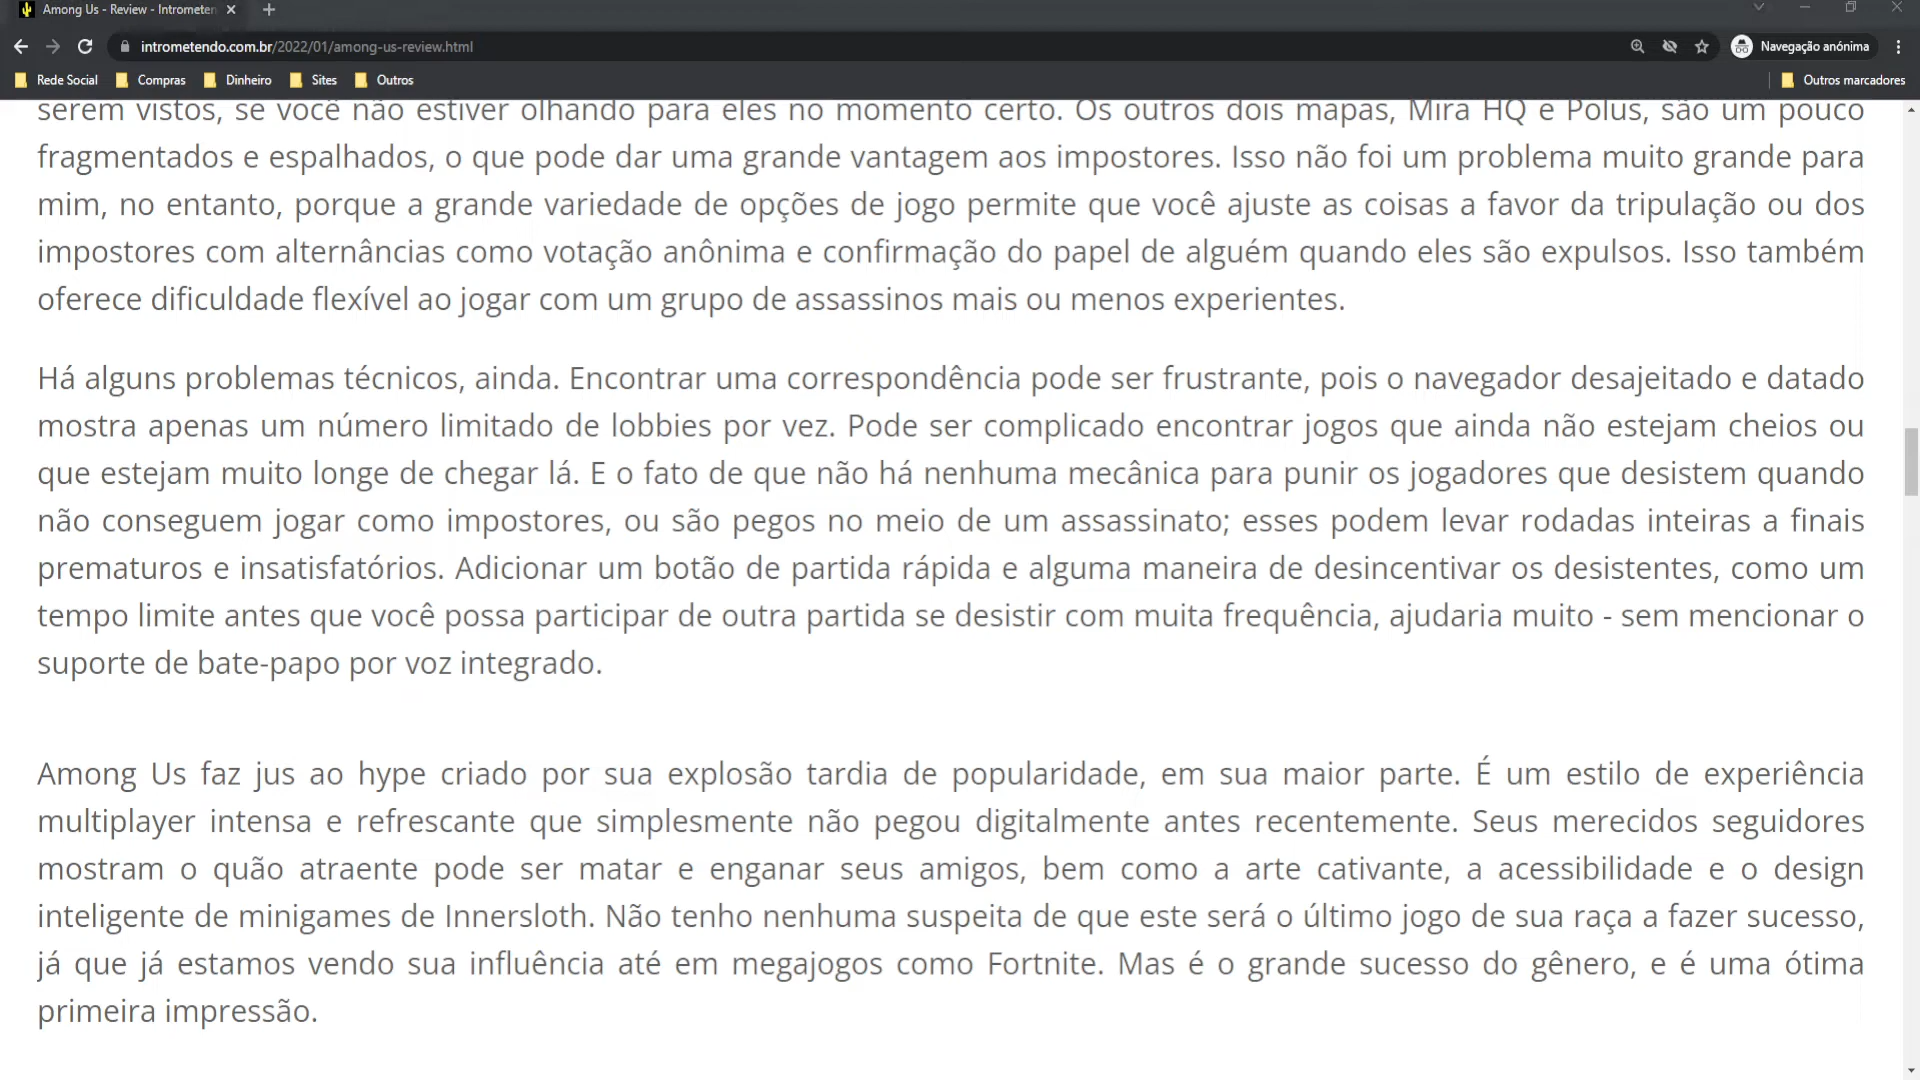 Among Us - Review - Intrometen
intrometendo.com.br/2022/01/among-us-review.html
Navegação anónima
Rede Social
Compras
Dinheiro
Sites
Outros
Outros marcadores
serem vistos, se você não estiver olhando para eles no momento certo. Os outros dois mapas, Mira HQ e Polus, são um pouco
fragmentados e espalhados, o que pode dar uma grande vantagem aos impostores. Isso não foi um problema muito grande para
mim, no entanto, porque a grande variedade de opções de jogo permite que você ajuste as coisas a favor da tripulação ou dos
impostores com alternâncias como votação anônima e confirmação do papel de alguém quando eles são expulsos. Isso também
oferece dificuldade flexível ao jogar com um grupo de assassinos mais ou menos experientes.
Há alguns problemas técnicos, ainda. Encontrar uma correspondência pode ser frustrante, pois o navegador desajeitado e datado
mostra apenas um número limitado de lobbies por vez. Pode ser complicado encontrar jogos que ainda não estejam cheios ou
que estejam muito longe de chegar lá. E o fato de que não há nenhuma mecânica para punir os jogadores que desistem quando
não conseguem jogar como impostores, ou são pegos no meio de um assassinato; esses podem levar rodadas inteiras a finais
prematuros e insatisfatórios. Adicionar um botão de partida rápida e alguma maneira de desincentivar os desistentes, como um
tempo limite antes que você possa participar de outra partida se desistir com muita frequência, ajudaria muito - sem mencionar o
suporte de bate-papo por voz integrado.
Among Us faz jus ao hype criado por sua explosão tardia de popularidade, em sua maior parte. É um estilo de experiência
multiplayer intensa e refrescante que simplesmente não pegou digitalmente antes recentemente. Seus merecidos seguidores
mostram o quão atraente pode ser matar e enganar seus amigos, bem como a arte cativante, a acessibilidade e o design
inteligente de minigames de Innersloth. Não tenho nenhuma suspeita de que este será o último jogo de sua raça a fazer sucesso,
já que já estamos vendo sua influência até em megajogos como Fortnite. Mas é o grande sucesso do gênero, e é uma ótima
primeira impressão.